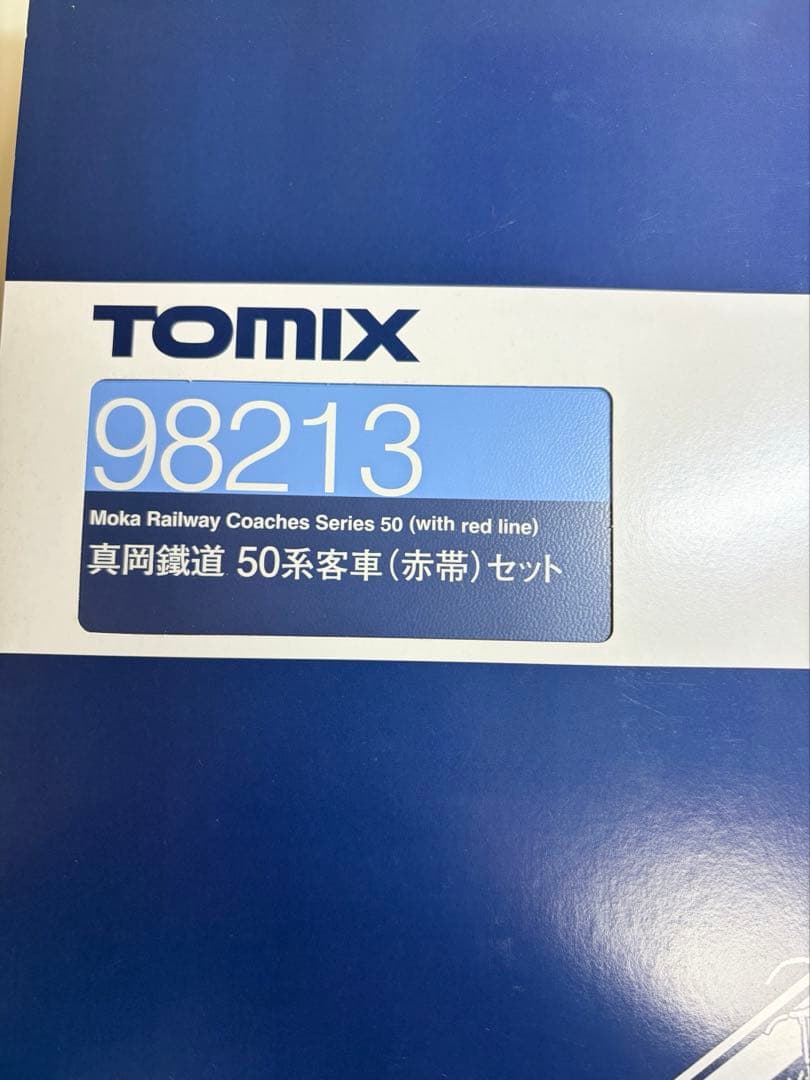 TOMIX
98213
Moka Railway Coaches Series 50 (with red line)
真岡鐵道 50系客車(赤帯)セット